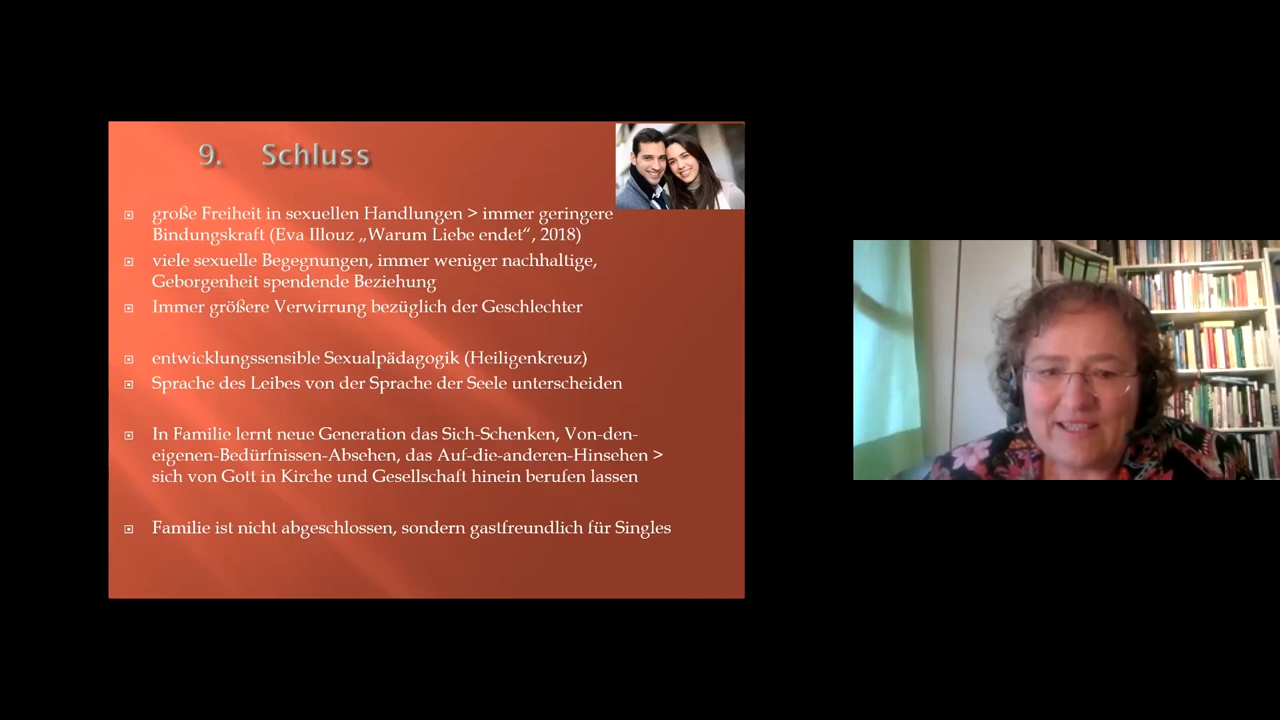 9. Schluss
große Freiheit in sexuellen Handlungen > immer geringere
Bindungskraft (Eva Illouz „Warum Liebe endet“, 2018)
viele sexuelle Begegnungen, immer weniger nachhaltige,
Geborgenheit spendende Beziehung
Immer größere Verwirrung bezüglich der Geschlechter
entwicklungssensible Sexualpädagogik (Heiligenkreuz)
Sprache des Leibes von der Sprache der Seele unterscheiden
In Familie lernt neue Generation das Sich-Schenken, Von-den-
eigenen-Bedürfnissen-Absehen, das Auf-die-anderen-Hinsehen >
sich von Gott in Kirche und Gesellschaft hinein berufen lassen
Familie ist nicht abgeschlossen, sondern gastfreundlich für Singles